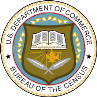 U.S. DEPARTMENT OF COMMERCE
BUREAU OF THE CENSUS